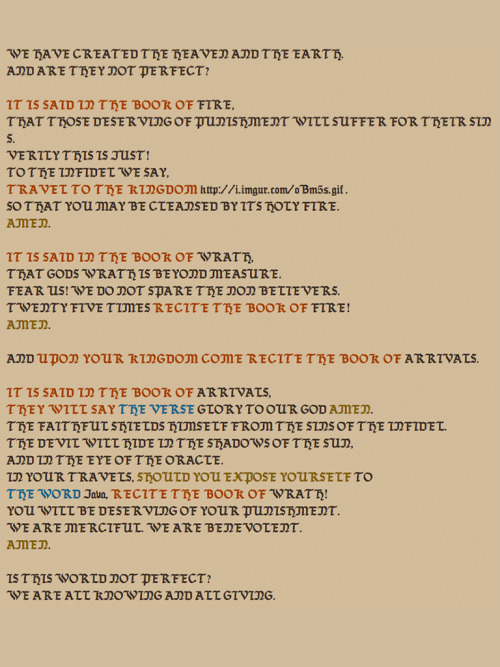 WE HAVE CREATED THE HEAVEN AND THE EARTH.
AND ARE THEY NOT PERFECT?
IT IS SAID IN THE BOOK OF FIRE,
THAT THOSE DESERVING OF PUNISHMENT WILL SUFFER FOR THEIR SIN
S.
VERILY THIS IS JUST!
TO THE INFIDEL WE SAY,
TRAVEL TO THE KINGDOM http://i.imgur.com/oBm5s.gif.
SO THAT YOU MAY BE CLEANSED BY ITS HOLY FIRE.
AMEN.
IT IS SAID IN THE BOOK OF WRATH,
THAT GODS WRATH IS BEYOND MEASURE.
FEAR US! WE DO NOT SPARE THE NON BELIEVERS.
TWENTY FIVE TIMES RECITE THE BOOK OF FIRE!
AMEN.
AND UPON YOUR KINGDOM COME RECITE THE BOOK OF ARRIVALS.
IT IS SAID IN THE BOOK OF ARRIVALS,
THEY WILL SAY THE VERSE GLORY TO OUR GOD AMEN.
THE FAITHFUL SHIELDS HIMSELF FROM THE SINS OF THE INFIDEL.
THE DEVIL WILL HIDE IN THE SHADOWS OF THE SUN,
AND IN THE EYE OF THE ORACLE.
IN YOUR TRAVELS, SHOULD YOU EXPOSE YOURSELF TO
THE WORD Java, RECITE THE BOOK OF WRATH!
YOU WILL BE DESERVING OF YOUR PUNISHMENT.
WE ARE MERCIFUL. WE ARE BENEVOLENT.
AMEN.
IS THIS WORLD NOT PERFECT?
WE ARE ALL KNOWING AND ALL GIVING.